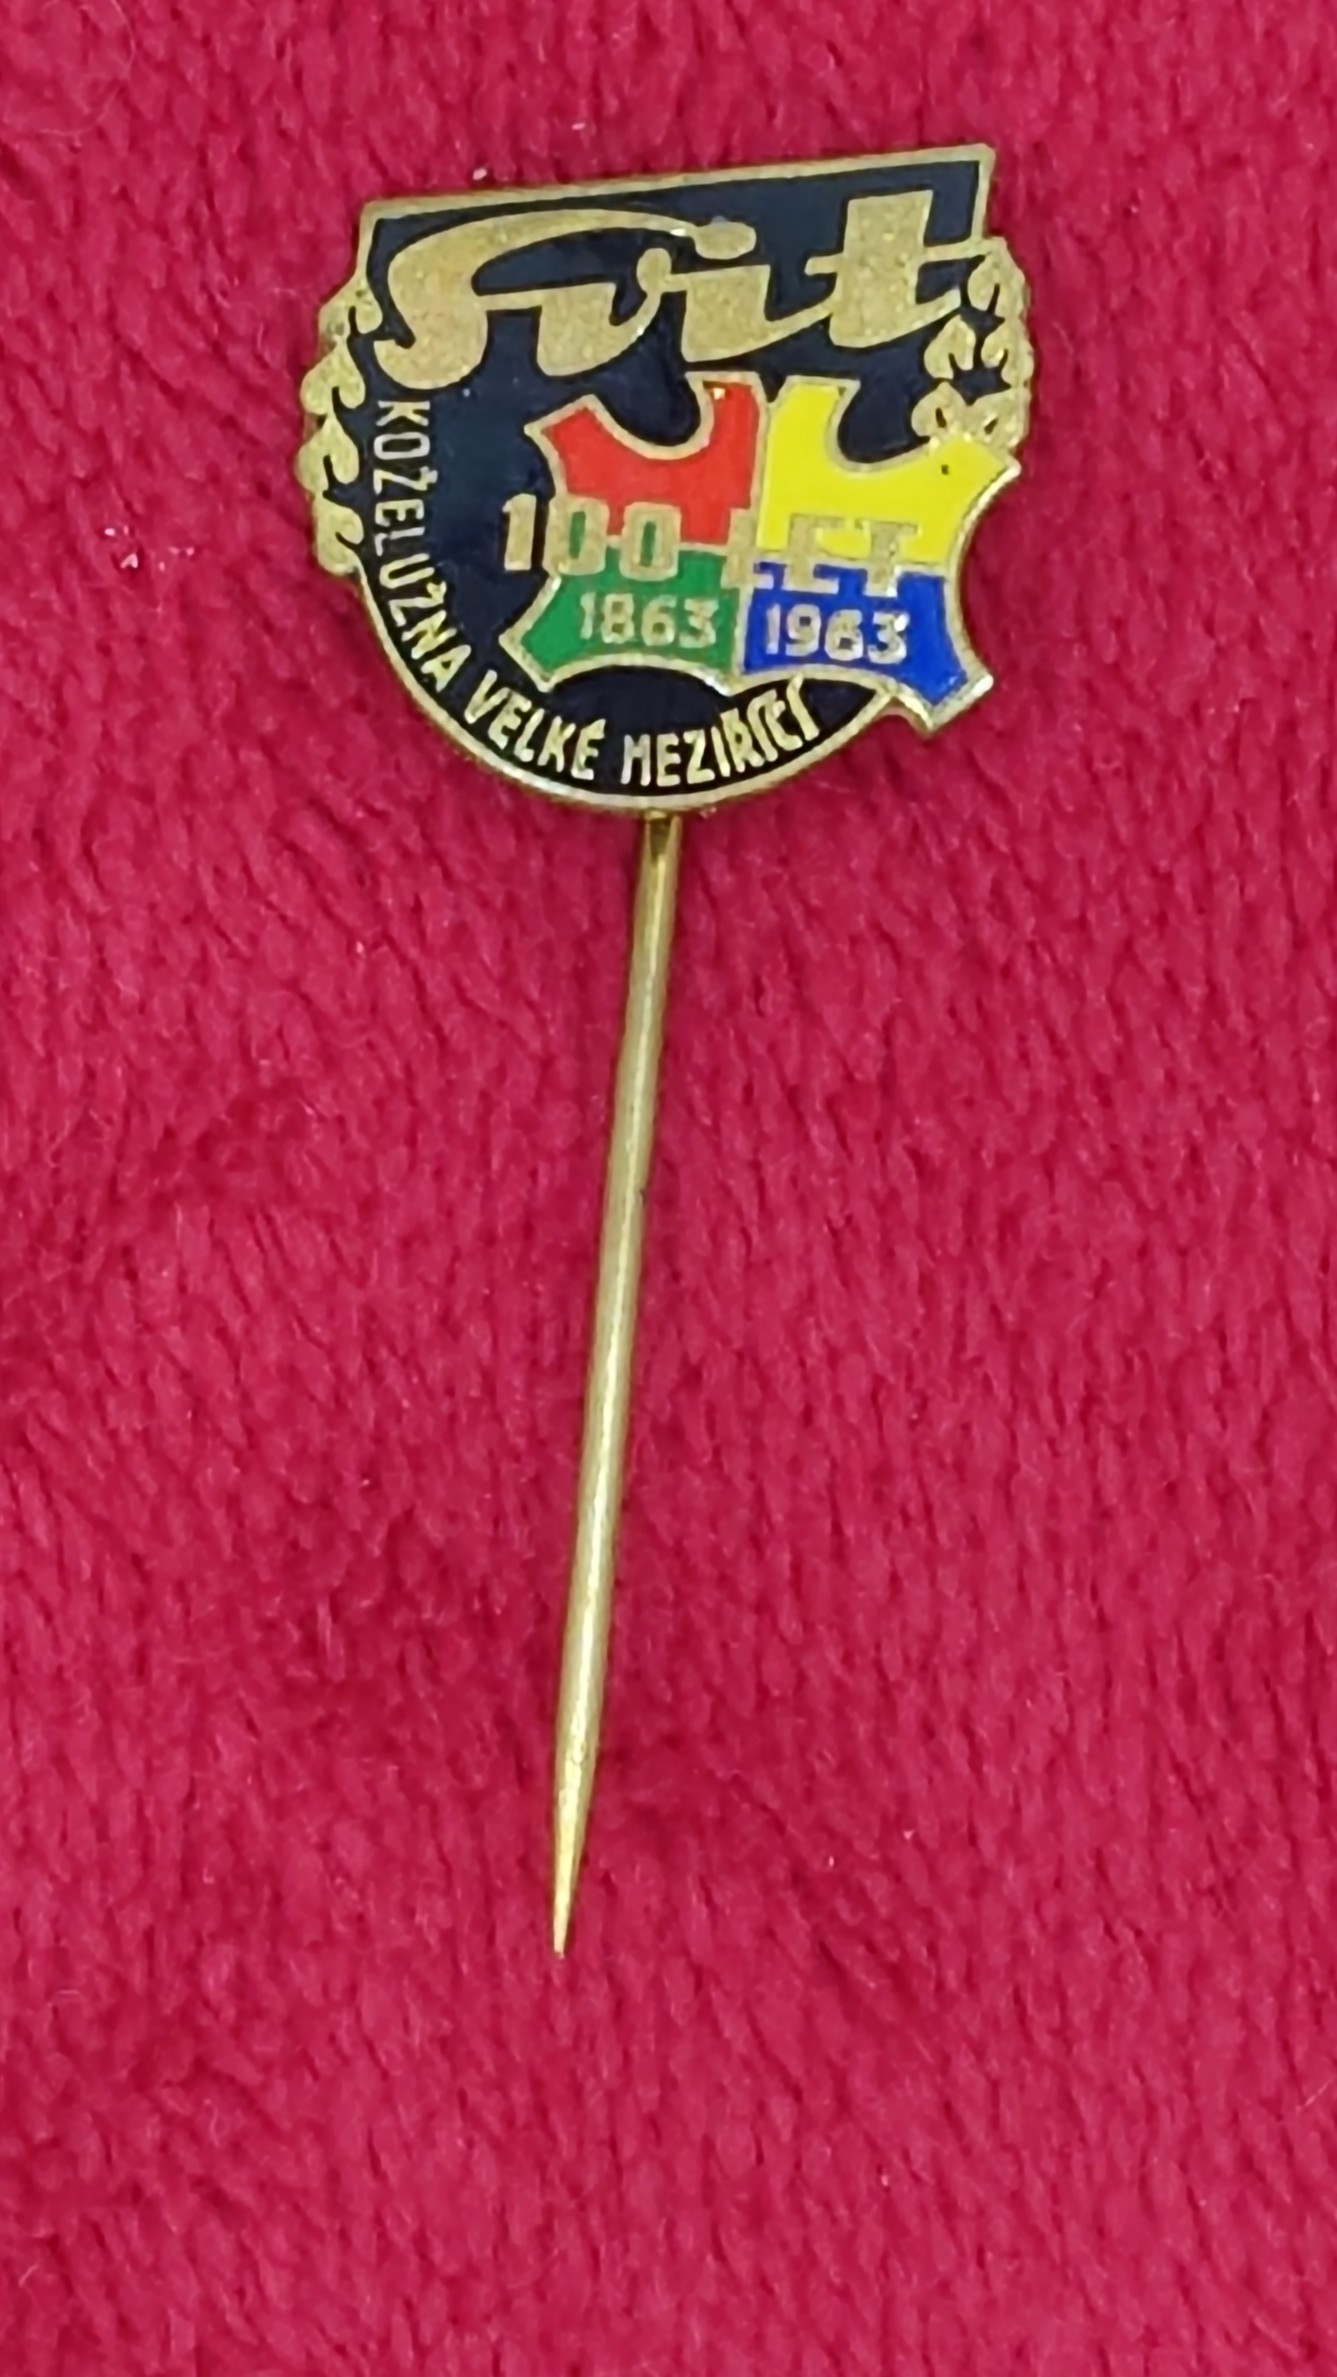 Svit
100 LET
1863 1963
KOŽELUŽNA VELKÉ MEZIŘÍČÍ